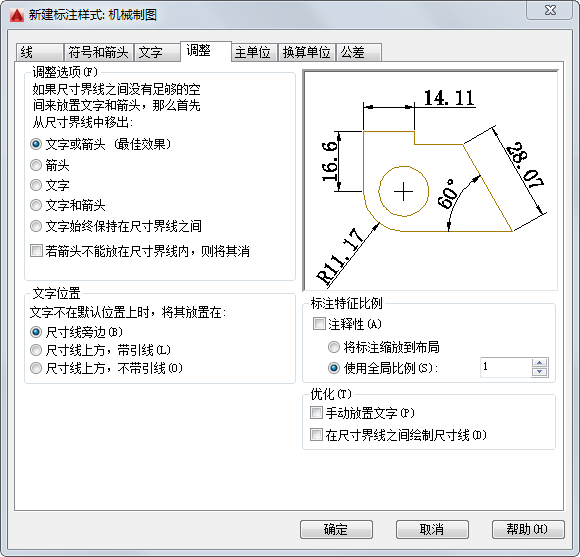 新建标注样式: 机械制图
线 符号和箭头 文字 调整 主单位 换算单位 公差
调整选项(F)
如果尺寸界线之间没有足够的空
间来放置文字和箭头，那么首先
从尺寸界线中移出:
文字或箭头 (最佳效果)
箭头
文字
文字和箭头
文字始终保持在尺寸界线之间
若箭头不能放在尺寸界线内，则将其消
文字位置
文字不在默认位置上时，将其放置在:
尺寸线旁边(B)
尺寸线上方，带引线(L)
尺寸线上方，不带引线(O)
14.11
16.6
28.07
60°
R11.17
标注特征比例
注释性(A)
将标注缩放到布局
使用全局比例(S): 1
优化(T)
手动放置文字(P)
在尺寸界线之间绘制尺寸线(D)
确定 取消 帮助(H)